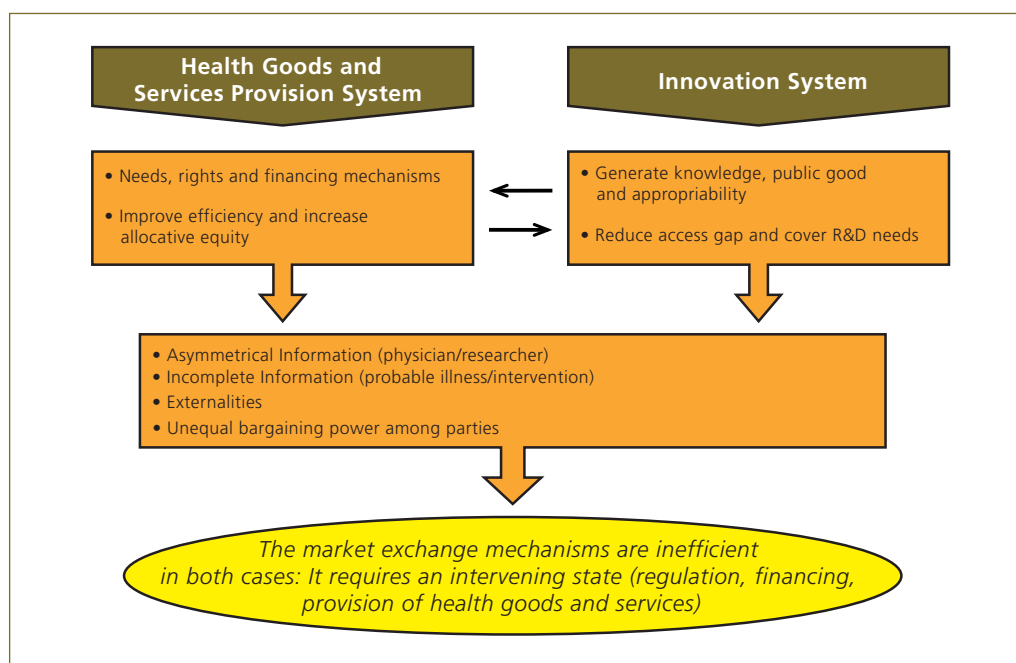 Health Goods and
Services Provision System
Innovation System
• Needs, rights and financing mechanisms
• Improve efficiency and increase
allocative equity
• Generate knowledge, public good
and appropriability
• Reduce access gap and cover R&D needs
• Asymmetrical Information (physician/researcher)
• Incomplete Information (probable illness/intervention)
• Externalities
• Unequal bargaining power among parties
The market exchange mechanisms are inefficient
in both cases: It requires an intervening state (regulation, financing,
provision of health goods and services)